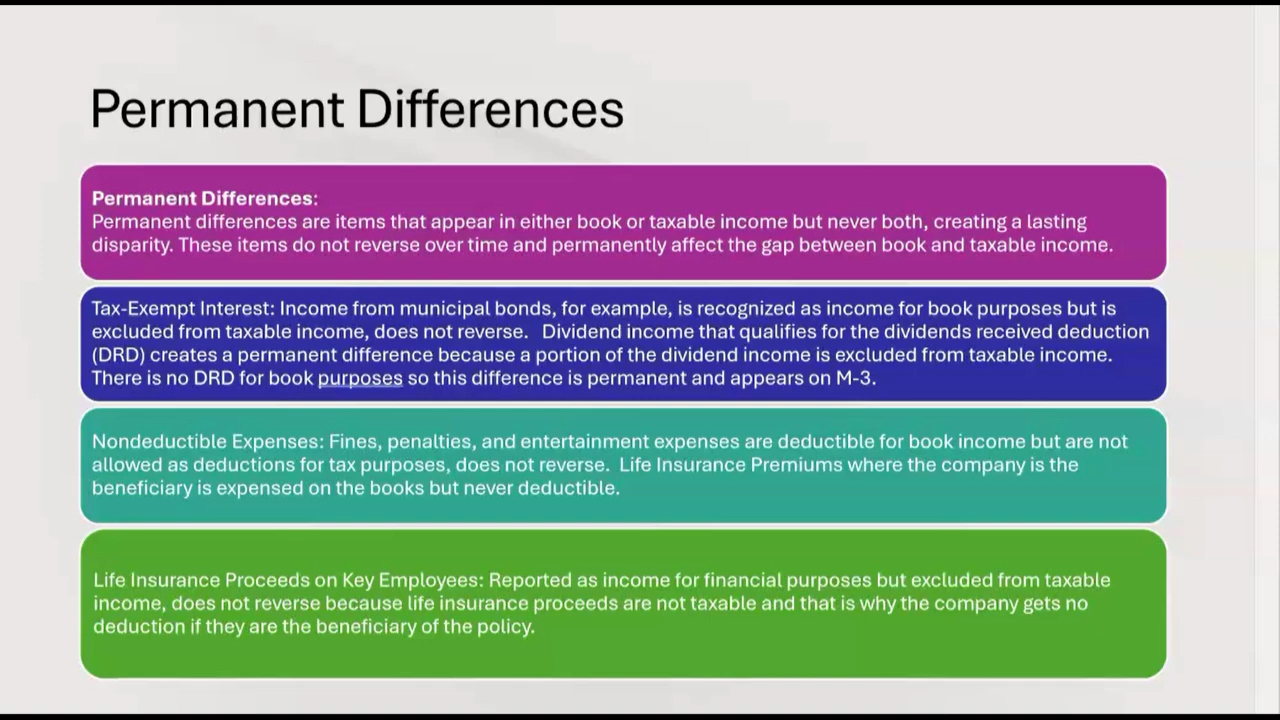 Permanent Differences
Permanent Differences:
Permanent differences are items that appear in either book or taxable income but never both, creating a lasting
disparity. These items do not reverse over time and permanently affect the gap between book and taxable income.
Tax-Exempt Interest: Income from municipal bonds, for example, is recognized as income for book purposes but is
excluded from taxable income, does not reverse.   Dividend income that qualifies for the dividends received deduction
(DRD) creates a permanent difference because a portion of the dividend income is excluded from taxable income.
There is no DRD for book purposes so this difference is permanent and appears on M-3.
Nondeductible Expenses: Fines, penalties, and entertainment expenses are deductible for book income but are not
allowed as deductions for tax purposes, does not reverse.  Life Insurance Premiums where the company is the
beneficiary is expensed on the books but never deductible.
Life Insurance Proceeds on Key Employees: Reported as income for financial purposes but excluded from taxable
income, does not reverse because life insurance proceeds are not taxable and that is why the company gets no
deduction if they are the beneficiary of the policy.